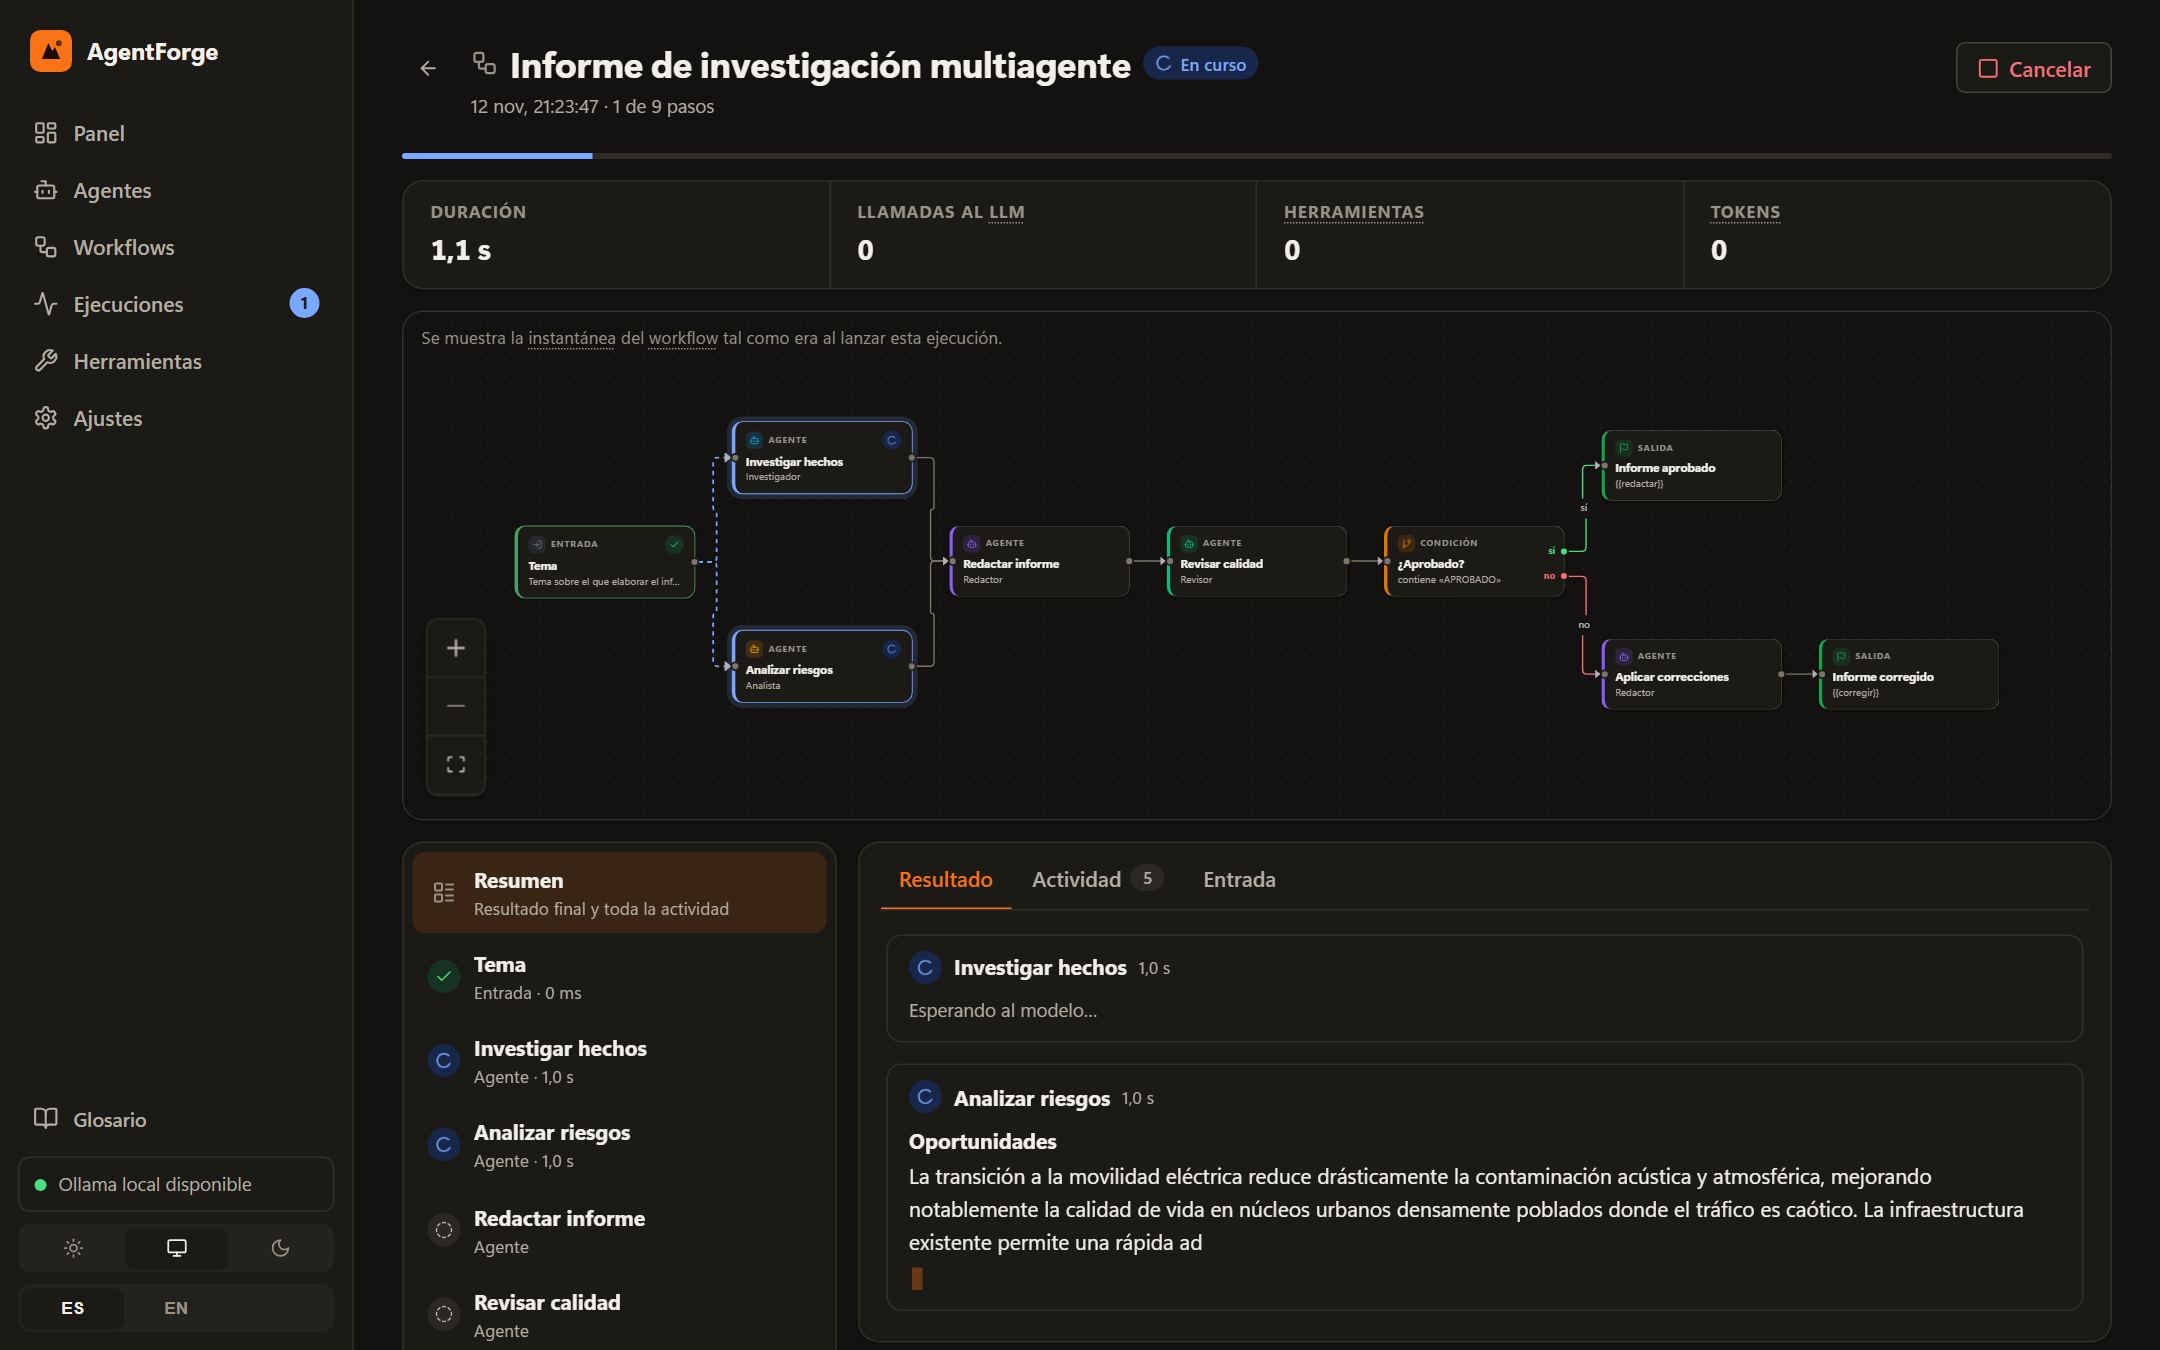 AgentForge
Panel
Agentes
Workflows
Ejecuciones
1
Herramientas
Ajustes
Glosario
Ollama local disponible
ES
EN
Informe de investigación multiagente
En curso
12 nov, 21:23:47 · 1 de 9 pasos
Cancelar
DURACIÓN
1,1 s
LLAMADAS AL LLM
0
HERRAMIENTAS
0
TOKENS
0
Se muestra la instantánea del workflow tal como era al lanzar esta ejecución.
ENTRADA
Tema
Tema sobre el que elaborar el inf...
AGENTE
Investigar hechos
Investigador
AGENTE
Analizar riesgos
Analista
AGENTE
Redactar informe
Redactor
AGENTE
Revisar calidad
Revisor
CONDICIÓN
¿Aprobado?
contiene «APROBADO»
sí
no
sí
no
SALIDA
Informe aprobado
{{redactar}}
AGENTE
Aplicar correcciones
Redactor
SALIDA
Informe corregido
{{corregir}}
Resumen
Resultado final y toda la actividad
Tema
Entrada · 0 ms
Investigar hechos
Agente · 1,0 s
Analizar riesgos
Agente · 1,0 s
Redactar informe
Agente
Revisar calidad
Agente
Resultado
Actividad 5
Entrada
Investigar hechos 1,0 s
Esperando al modelo...
Analizar riesgos 1,0 s
Oportunidades
La transición a la movilidad eléctrica reduce drásticamente la contaminación acústica y atmosférica, mejorando
notablemente la calidad de vida en núcleos urbanos densamente poblados donde el tráfico es caótico. La infraestructura
existente permite una rápida ad